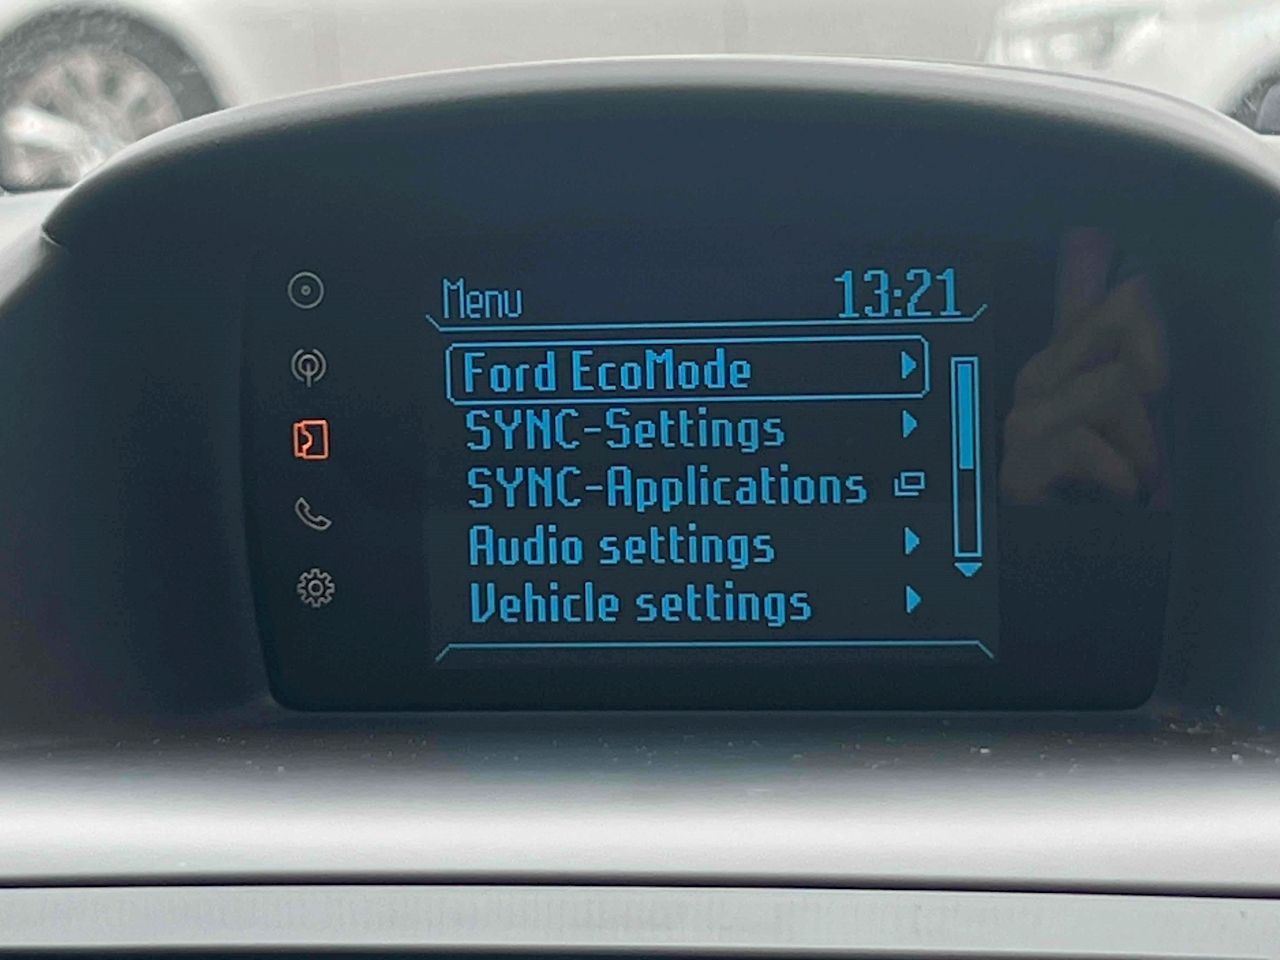 Menu 13:21
Ford EcoMode
SYNC-Settings
SYNC-Applications
Audio settings
Vehicle settings